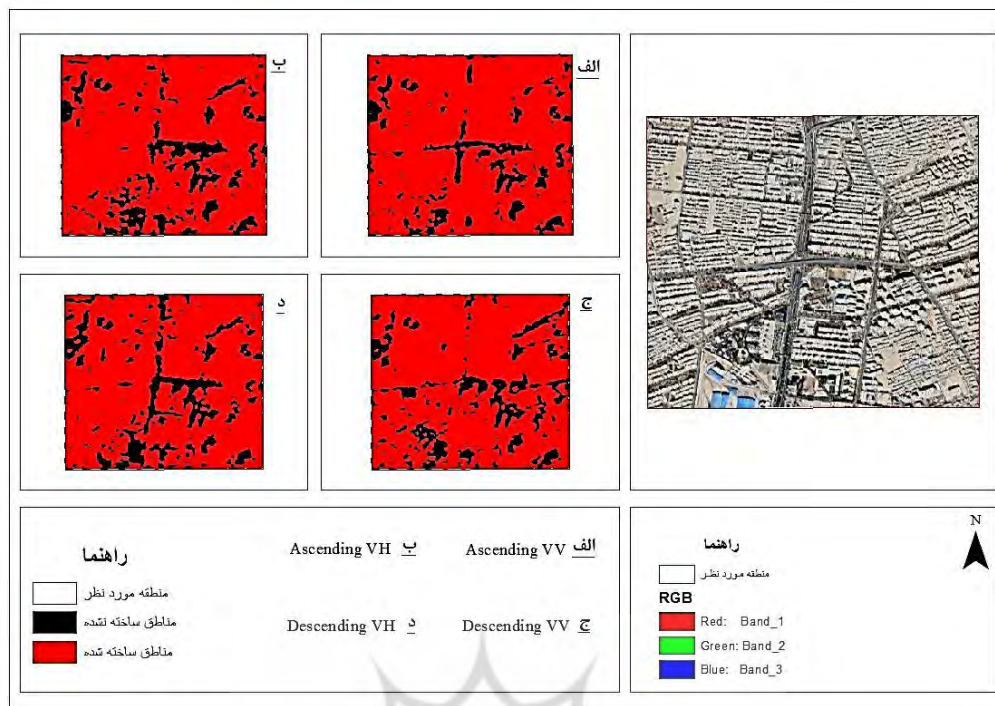 الف
ب
ج
د
راهنما
منطقه مورد نظر
مناطق ساخته نشده
مناطق ساخته شده
Ascending VV الف
Ascending VH ب
Descending VV ج
Descending VH د
N
راهنما
منطقه مورد نظر
RGB
Red: Band_1
Green: Band_2
Blue: Band_3